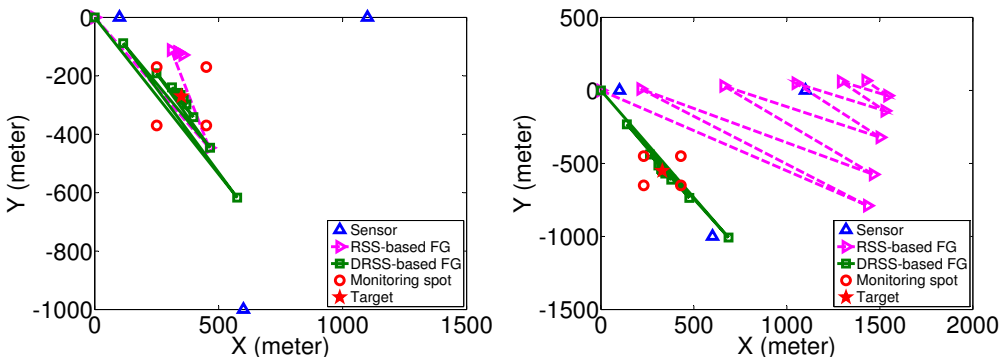 0
-200
-400
-600
-800
-1000
0
500
1000
1500
X (meter)
Y (meter)
Sensor
RSS-based FG
DRSS-based FG
Monitoring spot
Target
500
0
-500
-1000
-1500
0
500
1000
1500
2000
X (meter)
Y (meter)
Sensor
RSS-based FG
DRSS-based FG
Monitoring spot
Target